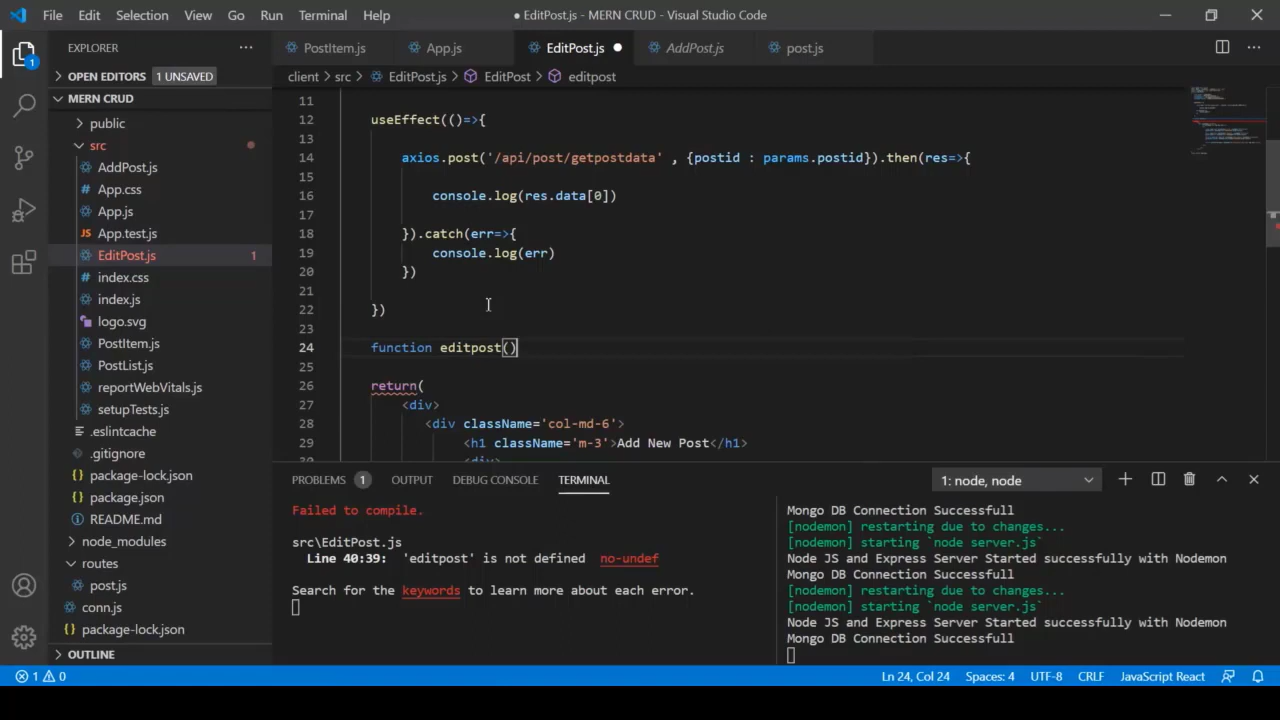 File Edit Selection View Go Run Terminal Help
● EditPost.js - MERN CRUD - Visual Studio Code
EXPLORER
OPEN EDITORS 1 UNSAVED
MERN CRUD
public
src
AddPost.js
App.css
App.js
JS App.test.js
EditPost.js 1
# index.css
index.js
logo.svg
PostItem.js
PostList.js
reportWebVitals.js
setupTests.js
.eslintcache
.gitignore
{} package-lock.json
{} package.json
README.md
node_modules
routes
post.js
conn.js
{} package-lock.json
OUTLINE
1
PostItem.js App.js EditPost.js ● AddPost.js post.js
client > src > EditPost.js > EditPost > editpost
11
12 useEffect(()=>{
13
14 axios.post('/api/post/getpostdata' , {postid : params.postid}).then(res=>{
15
16 console.log(res.data[0])
17
18 }).catch(err=>{
19 console.log(err)
20 })
21
22 })
23
24 function editpost()
25
26 return(
27 <div>
28 <div className='col-md-6'>
29 <h1 className='m-3'>Add New Post</h1>
30 <div>
PROBLEMS 1 OUTPUT DEBUG CONSOLE TERMINAL 1: node, node
Failed to compile.
src\EditPost.js
Line 40:39: 'editpost' is not defined no-undef
Search for the keywords to learn more about each error.
Mongo DB Connection Successfull
[nodemon] restarting due to changes...
[nodemon] starting `node server.js`
Node JS and Express Server Started successfully with Nodemon
Mongo DB Connection Successfull
[nodemon] restarting due to changes...
[nodemon] starting `node server.js`
Node JS and Express Server Started successfully with Nodemon
Mongo DB Connection Successfull
1 0 Ln 24, Col 24 Spaces: 4 UTF-8 CRLF JavaScript React